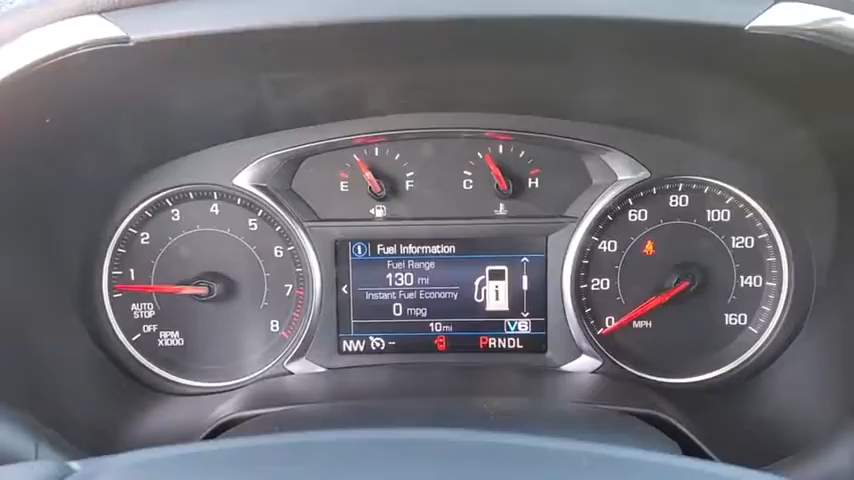 1
2
3
4
5
6
7
8
AUTO
STOP
OFF
RPM
X1000
E F
C H
i Fuel Information
Fuel Range
130 mi
Instant Fuel Economy
0 mpg
i
10mi V6
NW -- PRNDL
0
20
40
60
80
100
120
140
160
MPH